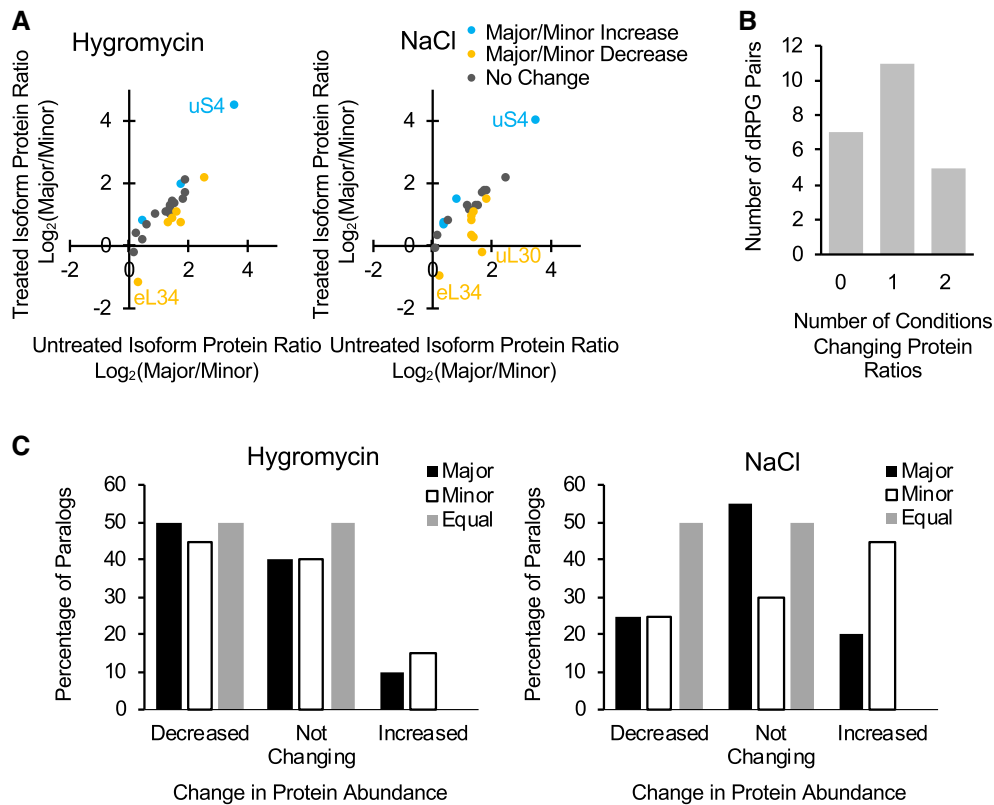 A
Hygromycin
Treated Isoform Protein Ratio
Log2(Major/Minor)
4
2
0
-2
-2
0
2
4
uS4
eL34
Untreated Isoform Protein Ratio
Log2(Major/Minor)
NaCl
Major/Minor Increase
Major/Minor Decrease
No Change
Treated Isoform Protein Ratio
Log2(Major/Minor)
4
2
0
-2
-2
0
2
4
uS4
uL30
eL34
Untreated Isoform Protein Ratio
Log2(Major/Minor)
B
Number of dRPG Pairs
12
10
8
6
4
2
0
0
1
2
Number of Conditions
Changing Protein
Ratios
C
Hygromycin
Major
Minor
Equal
Percentage of Paralogs
60
50
40
30
20
10
0
Decreased
Not
Changing
Increased
Change in Protein Abundance
NaCl
Major
Minor
Equal
Percentage of Paralogs
60
50
40
30
20
10
0
Decreased
Not
Changing
Increased
Change in Protein Abundance